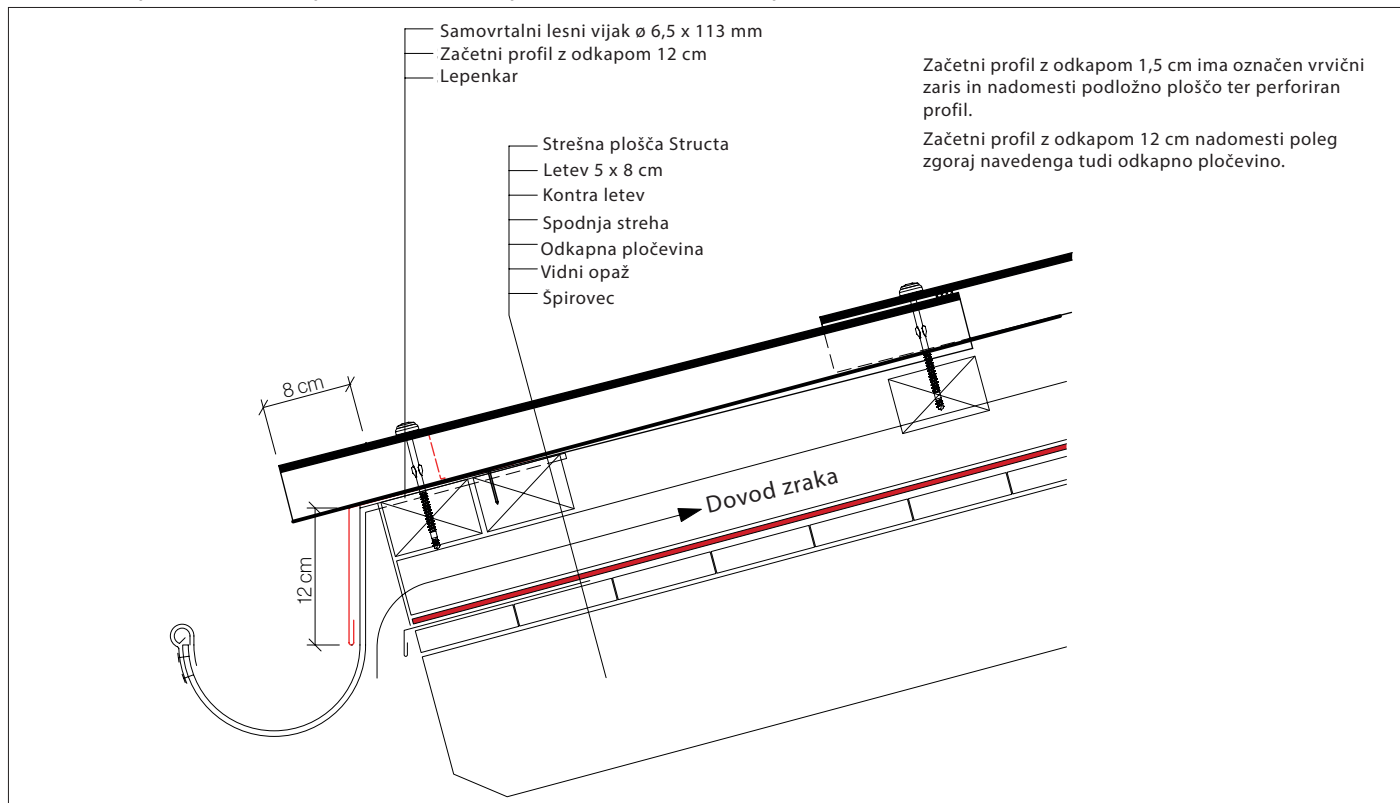 Samovrtalni lesni vijak ø 6,5 x 113 mm
Začetni profil z odkapom 12 cm
Lepenkar
Začetni profil z odkapom 1,5 cm ima označen vrvični
zaris in nadomesti podložno ploščo ter perforiran
profil.
Začetni profil z odkapom 12 cm nadomesti poleg
zgoraj navedenga tudi odkapno pločevino.
Strešna plošča Structa
Letev 5 x 8 cm
Kontra letev
Spodnja streha
Odkapna pločevina
Vidni opaž
Špirovec
8 cm
Dovod zraka
12 cm